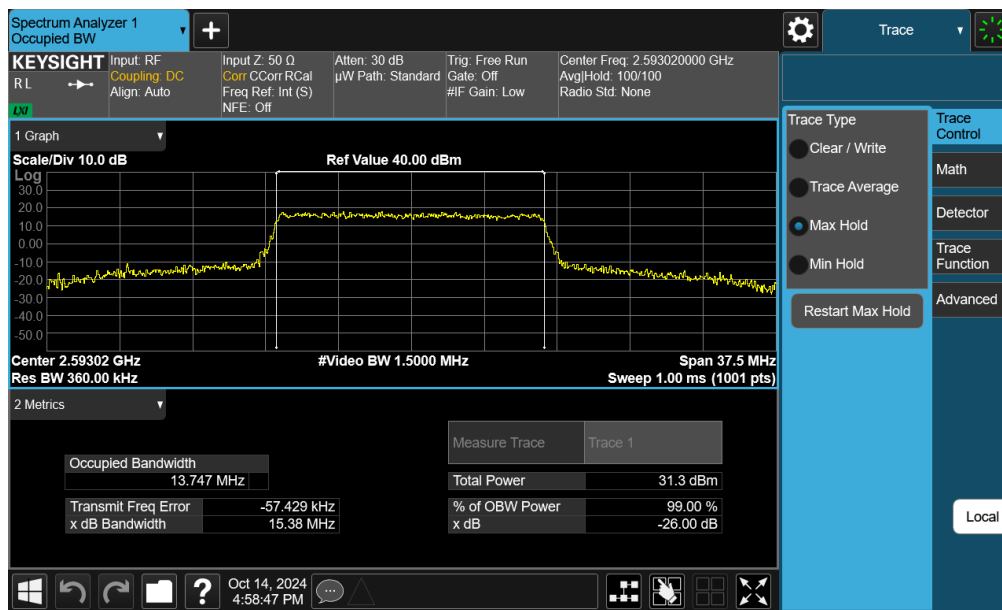 Spectrum Analyzer 1
Occupied BW
+
Trace
KEYSIGHT
R L
LXI
Input: RF
Coupling: DC
Align: Auto
Input Z: 50 Ω
Corr CCorr RCal
Freq Ref: Int (S)
NFE: Off
Atten: 30 dB
µW Path: Standard
Trig: Free Run
Gate: Off
#IF Gain: Low
Center Freq: 2.593020000 GHz
Avg|Hold: 100/100
Radio Std: None
1 Graph
Scale/Div 10.0 dB
Ref Value 40.00 dBm
Log
30.0
20.0
10.0
0.00
-10.0
-20.0
-30.0
-40.0
-50.0
Center 2.59302 GHz
#Video BW 1.5000 MHz
Span 37.5 MHz
Res BW 360.00 kHz
Sweep 1.00 ms (1001 pts)
2 Metrics
Measure Trace
Trace 1
Occupied Bandwidth
13.747 MHz
Total Power
31.3 dBm
Transmit Freq Error
-57.429 kHz
% of OBW Power
99.00 %
x dB Bandwidth
15.38 MHz
x dB
-26.00 dB
Trace Type
Clear / Write
Trace Average
Max Hold
Min Hold
Restart Max Hold
Trace
Control
Math
Detector
Trace
Function
Advanced
Local
?
Oct 14, 2024
4:58:47 PM